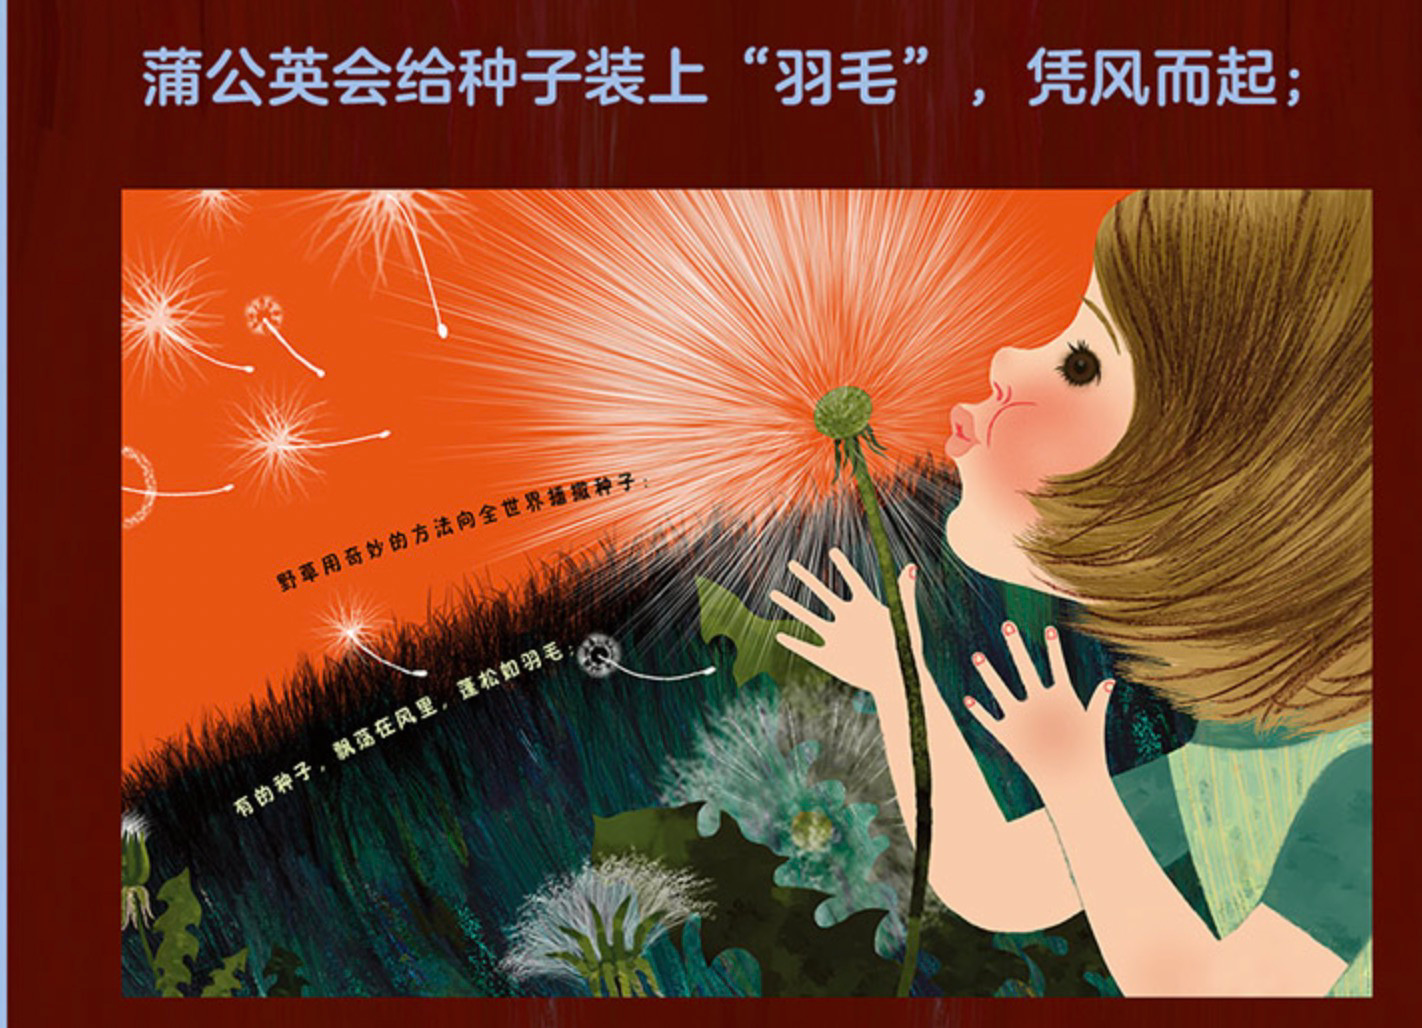 蒲公英会给种子装上“羽毛”，凭风而起；
野草用奇妙的方法向全世界播撒种子：
有的种子，飘荡在风里，蓬松如羽毛；